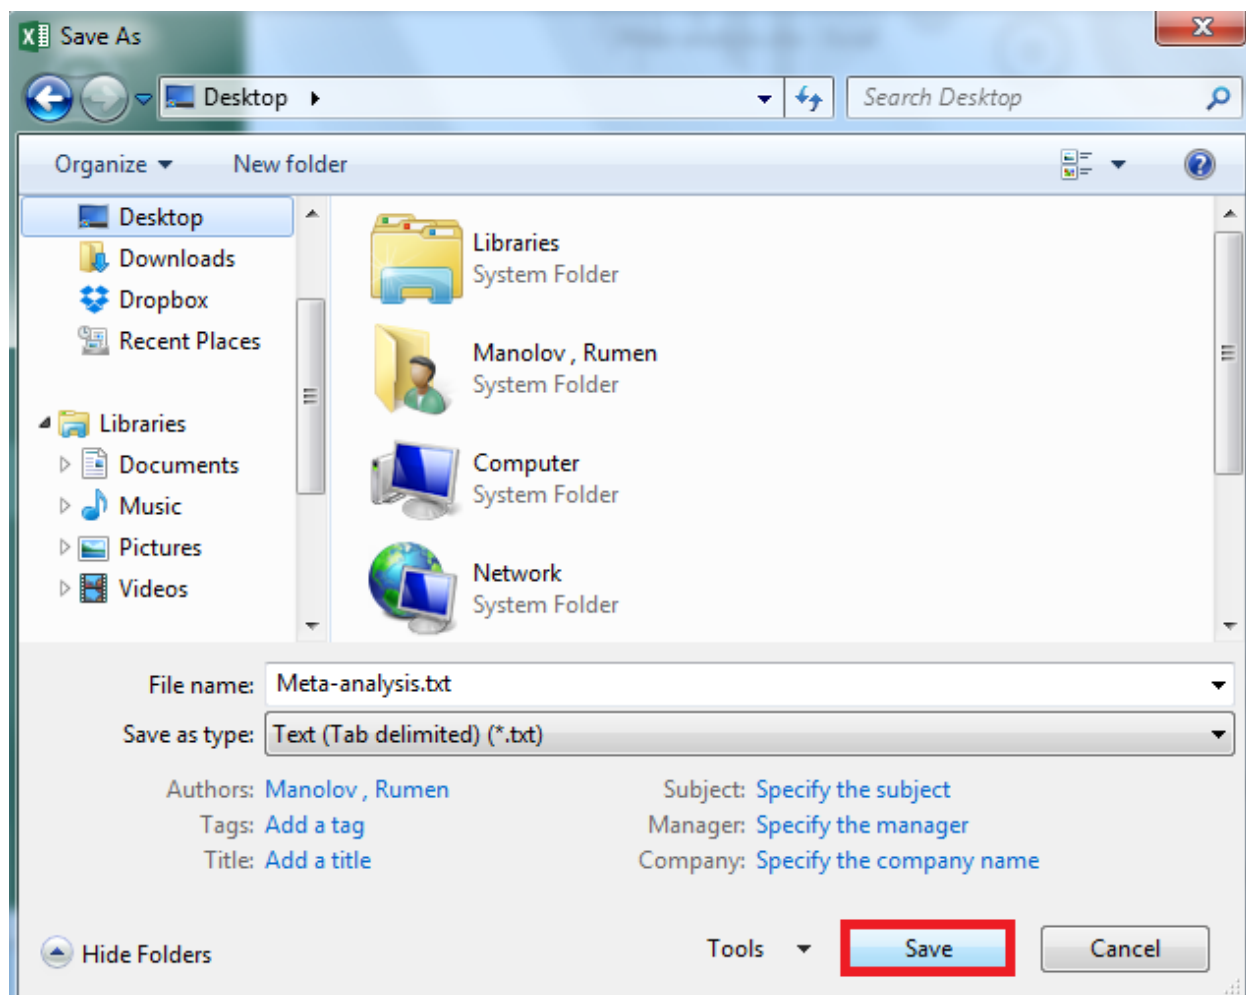 Save As
Desktop
Search Desktop
Organize
New folder
Desktop
Downloads
Dropbox
Recent Places
Libraries
Documents
Music
Pictures
Videos
Libraries
System Folder
Manolov , Rumen
System Folder
Computer
System Folder
Network
System Folder
File name: Meta-analysis.txt
Save as type: Text (Tab delimited) (*.txt)
Authors: Manolov , Rumen
Subject: Specify the subject
Tags: Add a tag
Manager: Specify the manager
Title: Add a title
Company: Specify the company name
Hide Folders
Tools
Save
Cancel